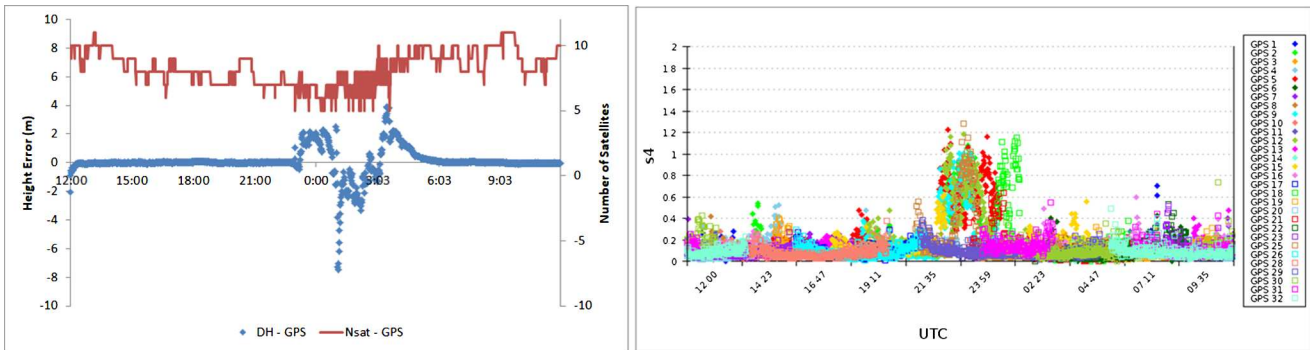 10
8
6
4
2
0
-2
-4
-6
-8
-10
Height Error (m)
12:00 15:00 18:00 21:00 0:00 3:03 6:03 9:03
10
5
0
-5
-10
Number of Satellites
DH - GPS Nsat - GPS
2
1.8
1.6
1.4
1.2
1
0.8
0.6
0.4
0.2
0
s4
12 00 14 23 16 47 19 11 21 35 23 59 02 23 04 47 07 11 09 35
UTC
GPS 1
GPS 2
GPS 3
GPS 4
GPS 5
GPS 6
GPS 7
GPS 8
GPS 9
GPS 10
GPS 11
GPS 12
GPS 13
GPS 14
GPS 15
GPS 16
GPS 17
GPS 18
GPS 19
GPS 20
GPS 21
GPS 22
GPS 23
GPS 25
GPS 26
GPS 28
GPS 29
GPS 30
GPS 31
GPS 32